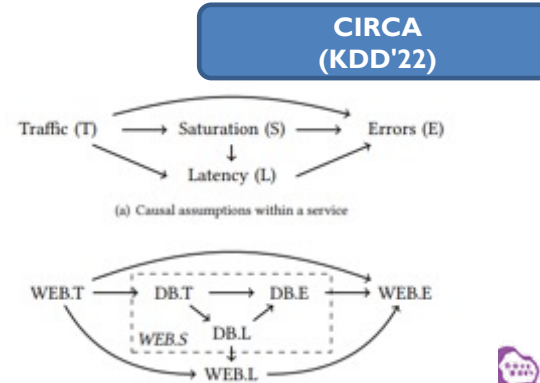 CIRCA
(KDD'22)
Traffic (T) Saturation (S) Errors (E)
Latency (L)
(a) Causal assumptions within a service
WEB.T DB.T DB.E WEB.E
WEB.S DB.L
WEB.L